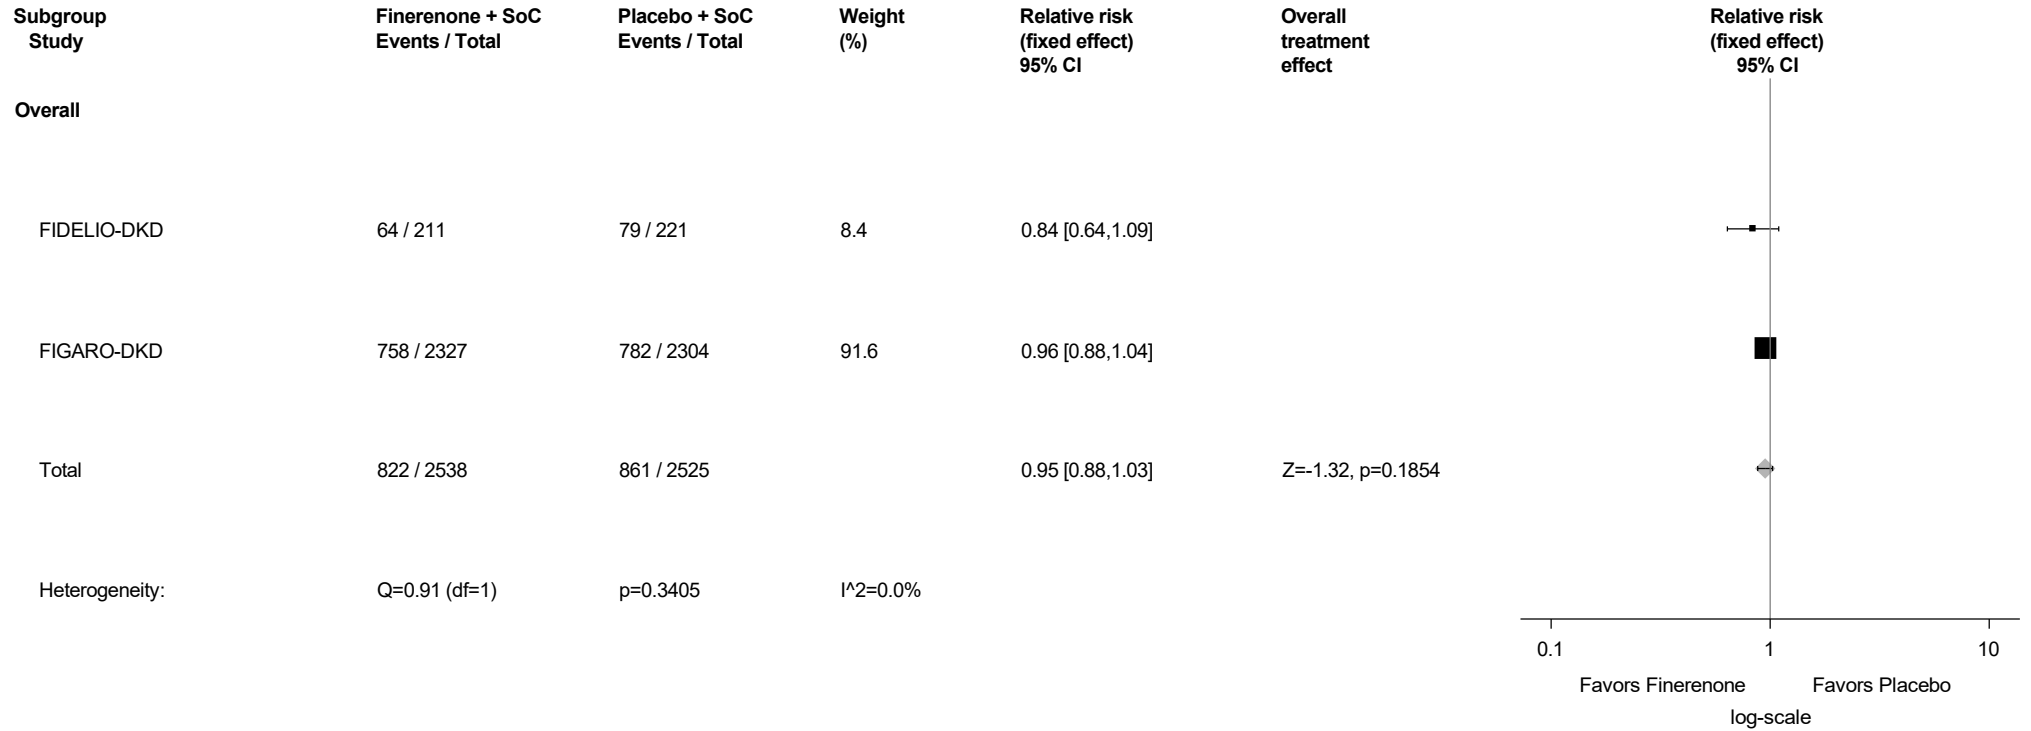 Subgroup Finerenone + SoC Placebo + SoC Weight Relative risk Overall Relative risk
Study Events / Total Events / Total (%) (fixed effect) treatment (fixed effect)
95% CI effect 95% CI
Overall
FIDELIO-DKD 64 / 211 79 / 221 8.4 0.84 [0.64,1.09]
FIGARO-DKD 758 / 2327 782 / 2304 91.6 0.96 [0.88,1.04]
Total 822 / 2538 861 / 2525 0.95 [0.88,1.03] Z=-1.32, p=0.1854
Heterogeneity: Q=0.91 (df=1) p=0.3405 I^2=0.0%
0.1 1 10
Favors Finerenone Favors Placebo
log-scale